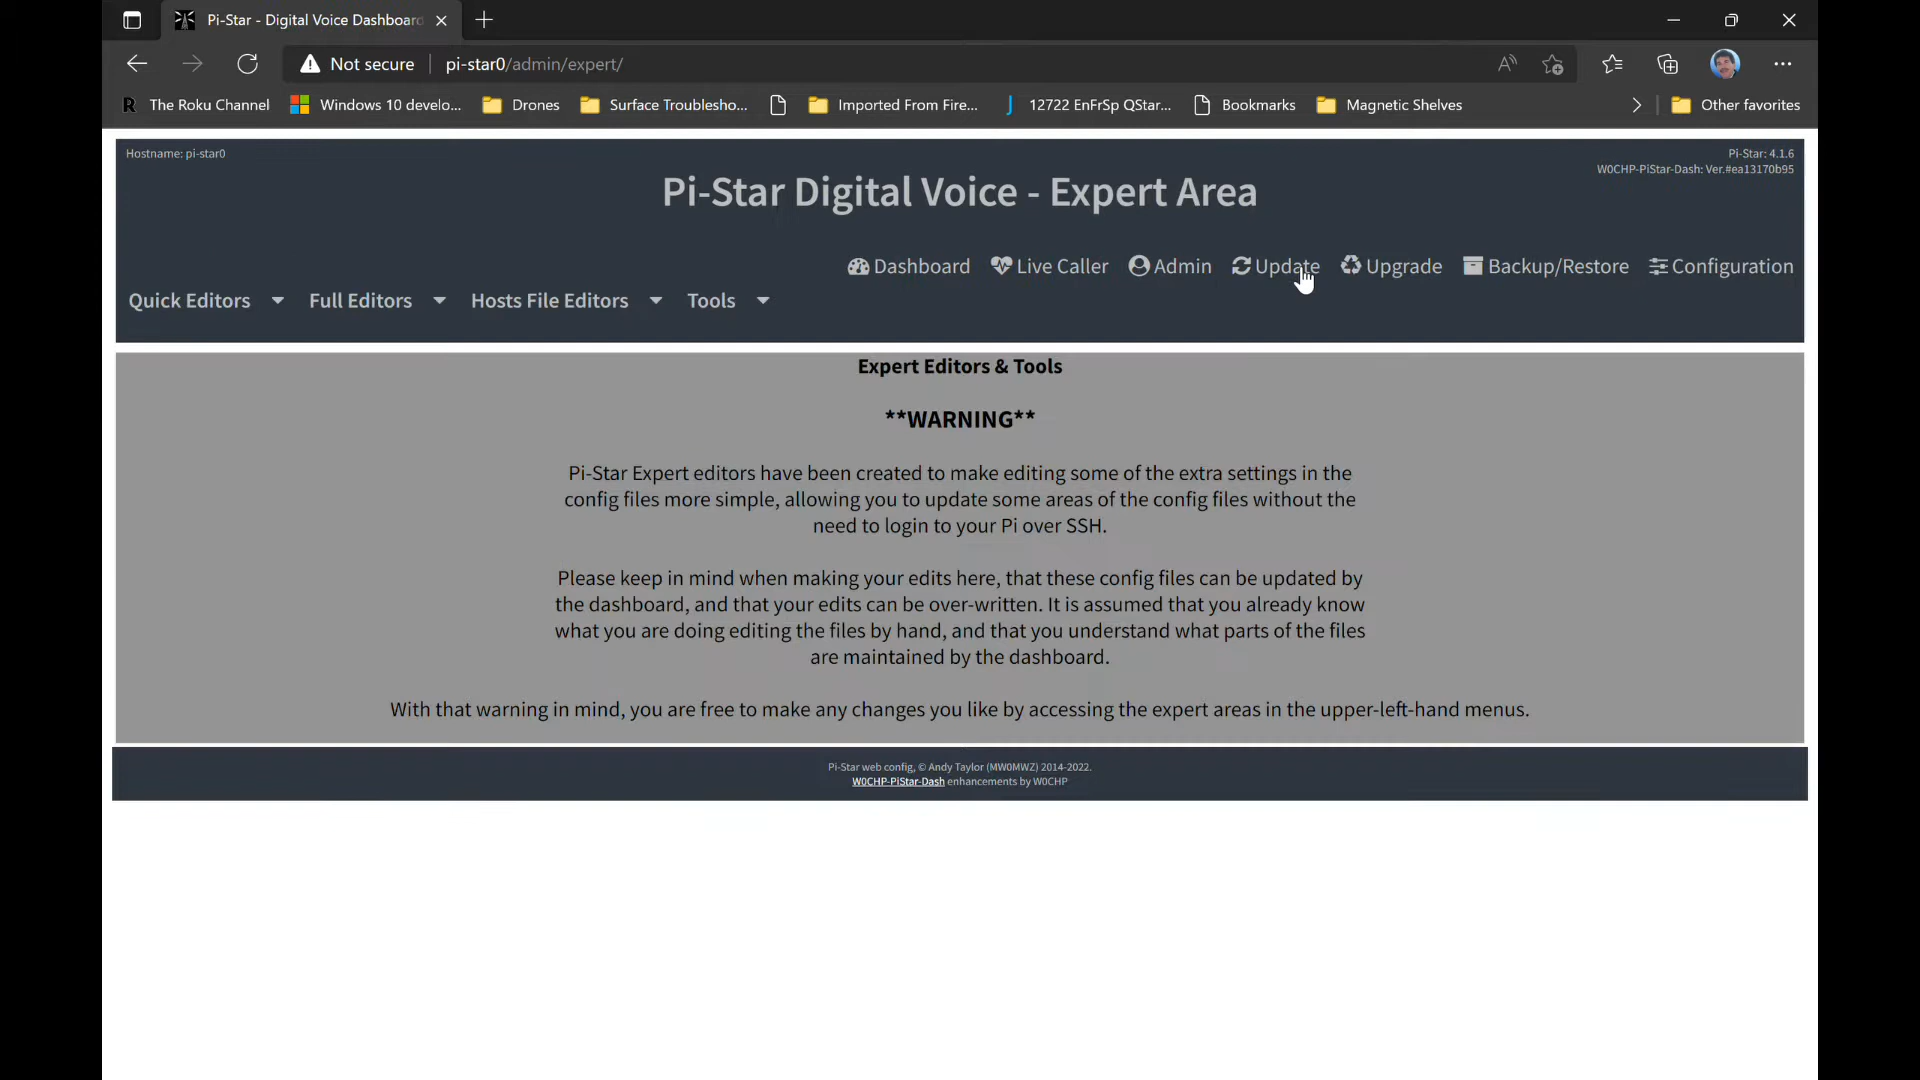 Pi-Star - Digital Voice Dashboard
Not secure
pi-star0/admin/expert/
The Roku Channel
Windows 10 develo...
Drones
Surface Troublesho...
Imported From Fire...
12722 EnFrSp QStar...
Bookmarks
Magnetic Shelves
Other favorites
Hostname: pi-star0
Pi-Star: 4.1.6
W0CHP-PiStar-Dash: Ver.#ea13170b95
Pi-Star Digital Voice - Expert Area
Dashboard
Live Caller
Admin
Update
Upgrade
Backup/Restore
Configuration
Quick Editors
Full Editors
Hosts File Editors
Tools
Expert Editors & Tools
**WARNING**
Pi-Star Expert editors have been created to make editing some of the extra settings in the
config files more simple, allowing you to update some areas of the config files without the
need to login to your Pi over SSH.
Please keep in mind when making your edits here, that these config files can be updated by
the dashboard, and that your edits can be over-written. It is assumed that you already know
what you are doing editing the files by hand, and that you understand what parts of the files
are maintained by the dashboard.
With that warning in mind, you are free to make any changes you like by accessing the expert areas in the upper-left-hand menus.
Pi-Star web config, © Andy Taylor (MW0MWZ) 2014-2022.
W0CHP-PiStar-Dash enhancements by W0CHP